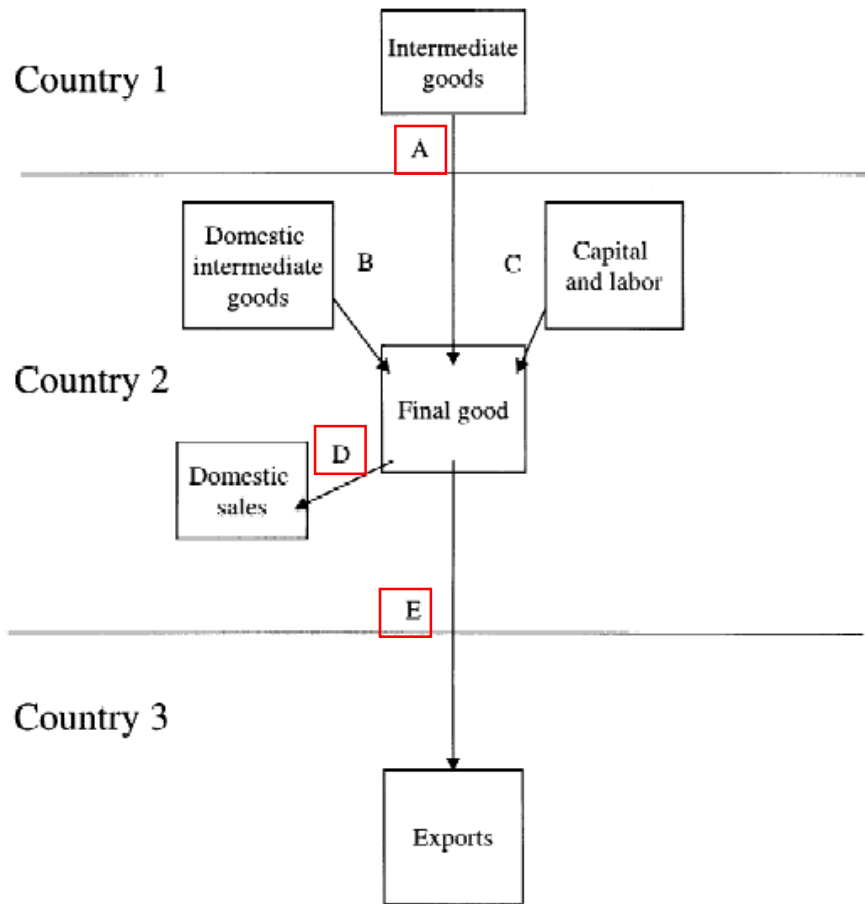 Country 1
Intermediate
goods
A
Domestic
intermediate
goods
B
C
Capital
and labor
Country 2
Final good
D
Domestic
sales
E
Country 3
Exports